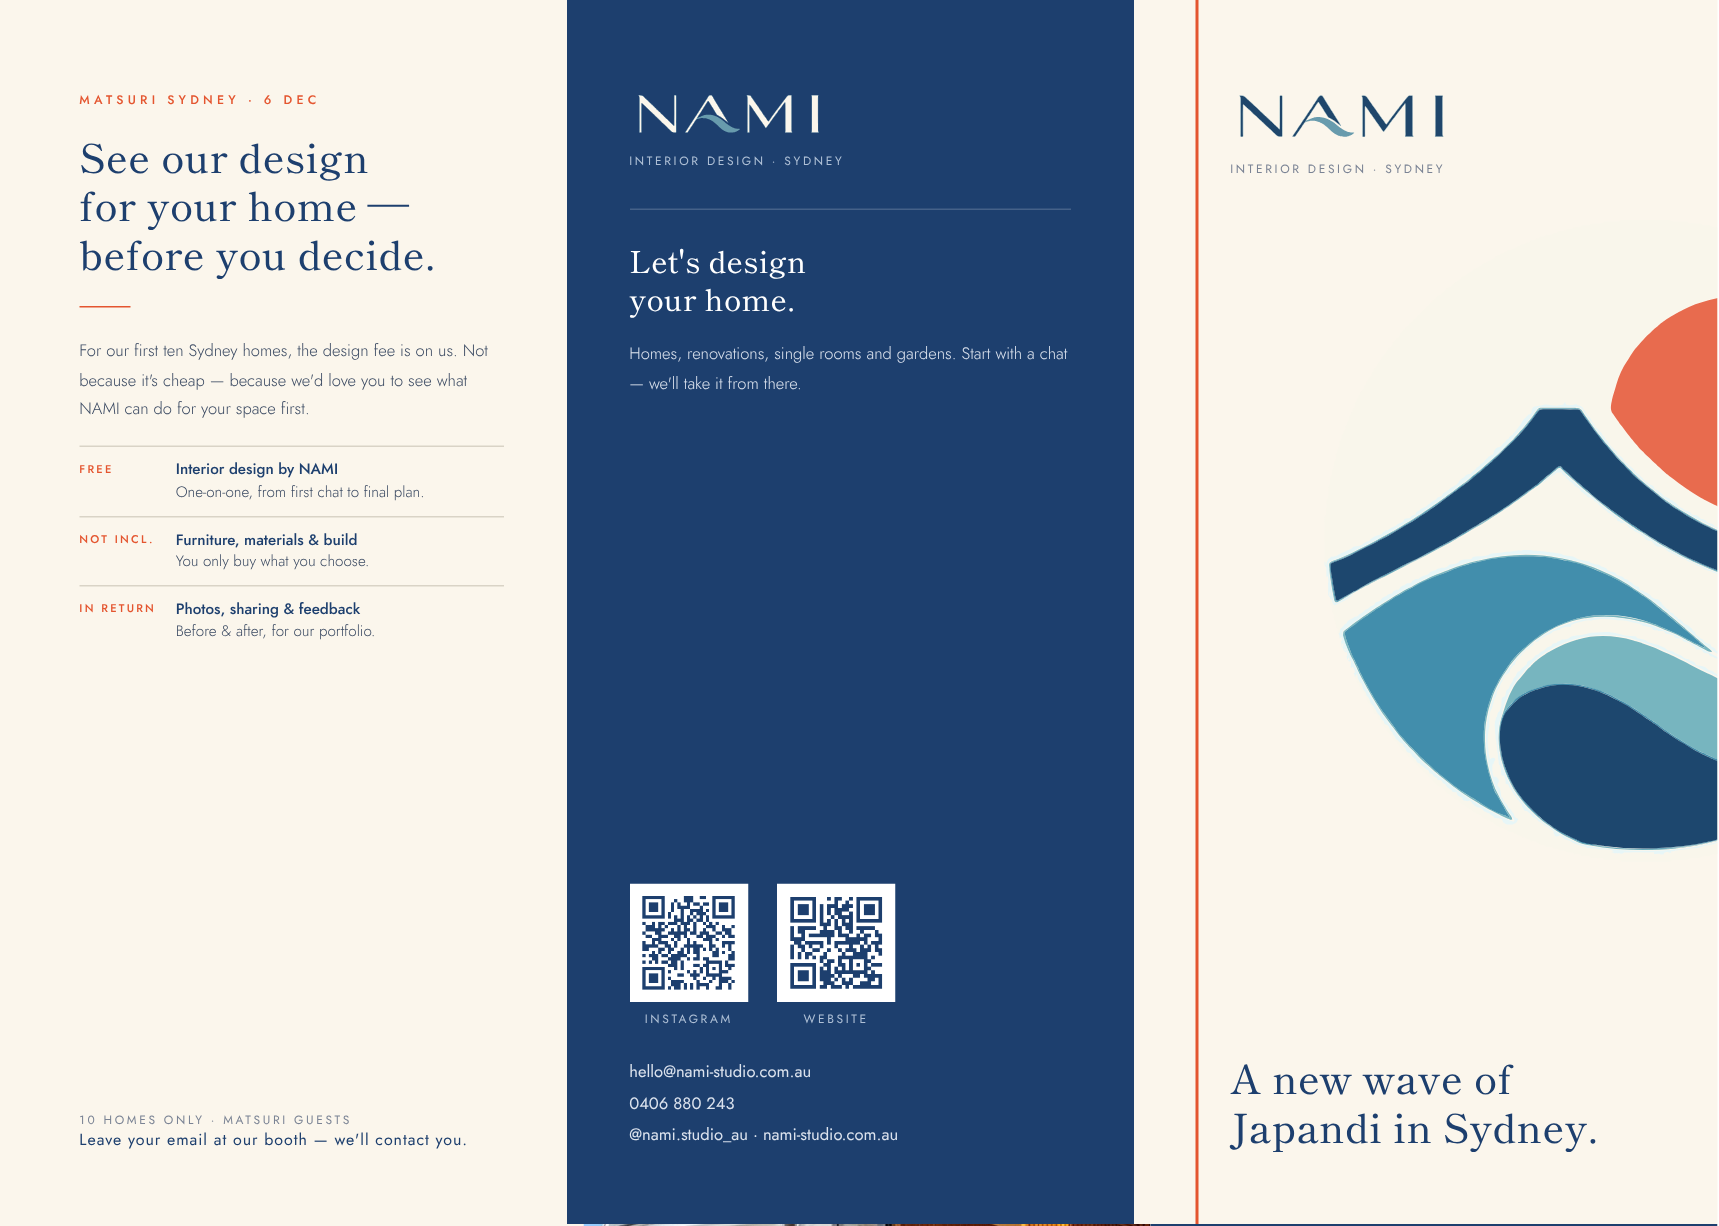 MATSURI SYDNEY · 6 DEC
See our design
for your home —
before you decide.
For our first ten Sydney homes, the design fee is on us. Not
because it's cheap — because we'd love you to see what
NAMI can do for your space first.
FREE
Interior design by NAMI
One-on-one, from first chat to final plan.
NOT INCL.
Furniture, materials & build
You only buy what you choose.
IN RETURN
Photos, sharing & feedback
Before & after, for our portfolio.
10 HOMES ONLY · MATSURI GUESTS
Leave your email at our booth — we'll contact you.
NAMI
INTERIOR DESIGN · SYDNEY
Let's design
your home.
Homes, renovations, single rooms and gardens. Start with a chat
— we'll take it from there.
INSTAGRAM
WEBSITE
hello@nami-studio.com.au
0406 880 243
@nami.studio_au · nami-studio.com.au
NAMI
INTERIOR DESIGN · SYDNEY
A new wave of
Japandi in Sydney.